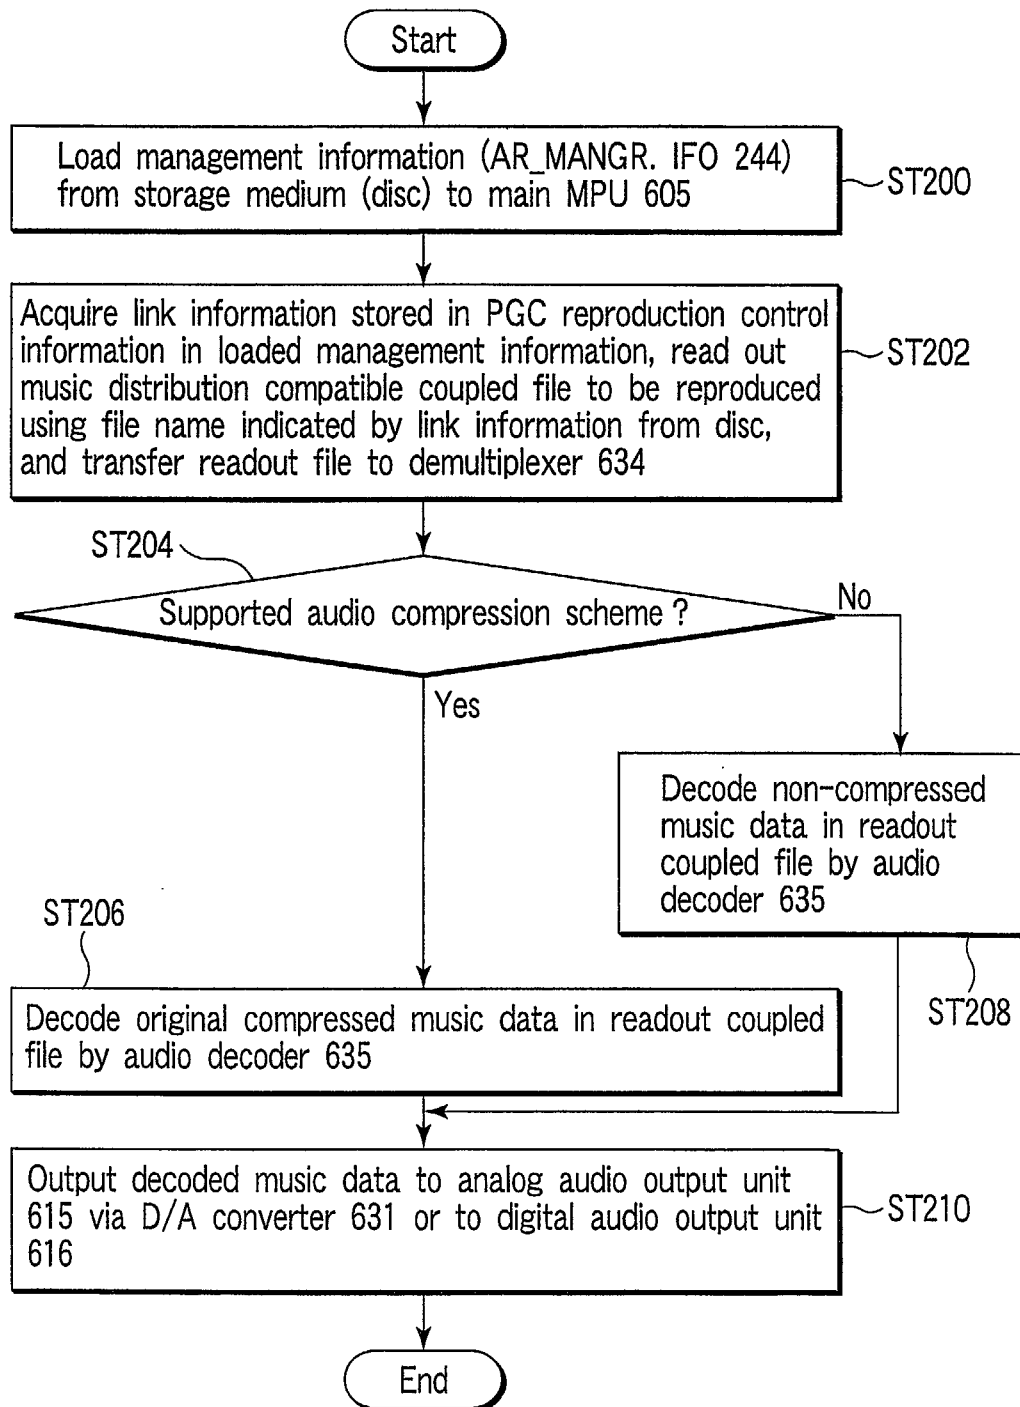 Start
Load management information (AR_MANGR. IFO 244)
from storage medium (disc) to main MPU 605
ST200
Acquire link information stored in PGC reproduction control
information in loaded management information, read out
music distribution compatible coupled file to be reproduced
using file name indicated by link information from disc,
and transfer readout file to demultiplexer 634
ST202
ST204
Supported audio compression scheme ?
No
Yes
Decode non-compressed
music data in readout
coupled file by audio
decoder 635
ST208
ST206
Decode original compressed music data in readout coupled
file by audio decoder 635
Output decoded music data to analog audio output unit
615 via D/A converter 631 or to digital audio output unit
616
ST210
End